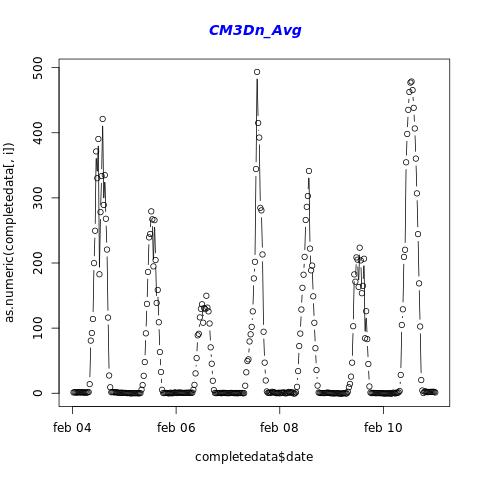 CM3Dn_Avg
as.numeric(completedata[, i])
500
400
300
200
100
0
feb 04
feb 06
feb 08
feb 10
completedata$date